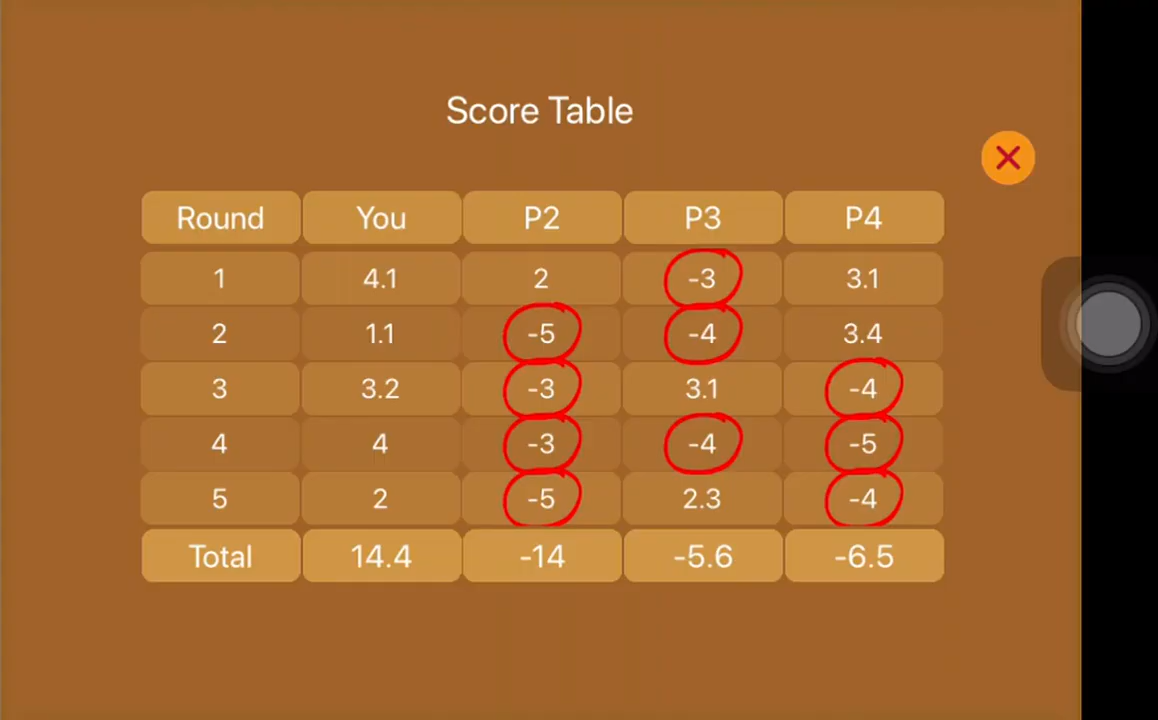 Score Table
Round You P2 P3 P4
1 4.1 2 -3 3.1
2 1.1 -5 -4 3.4
3 3.2 -3 3.1 -4
4 4 -3 -4 -5
5 2 -5 2.3 -4
Total 14.4 -14 -5.6 -6.5